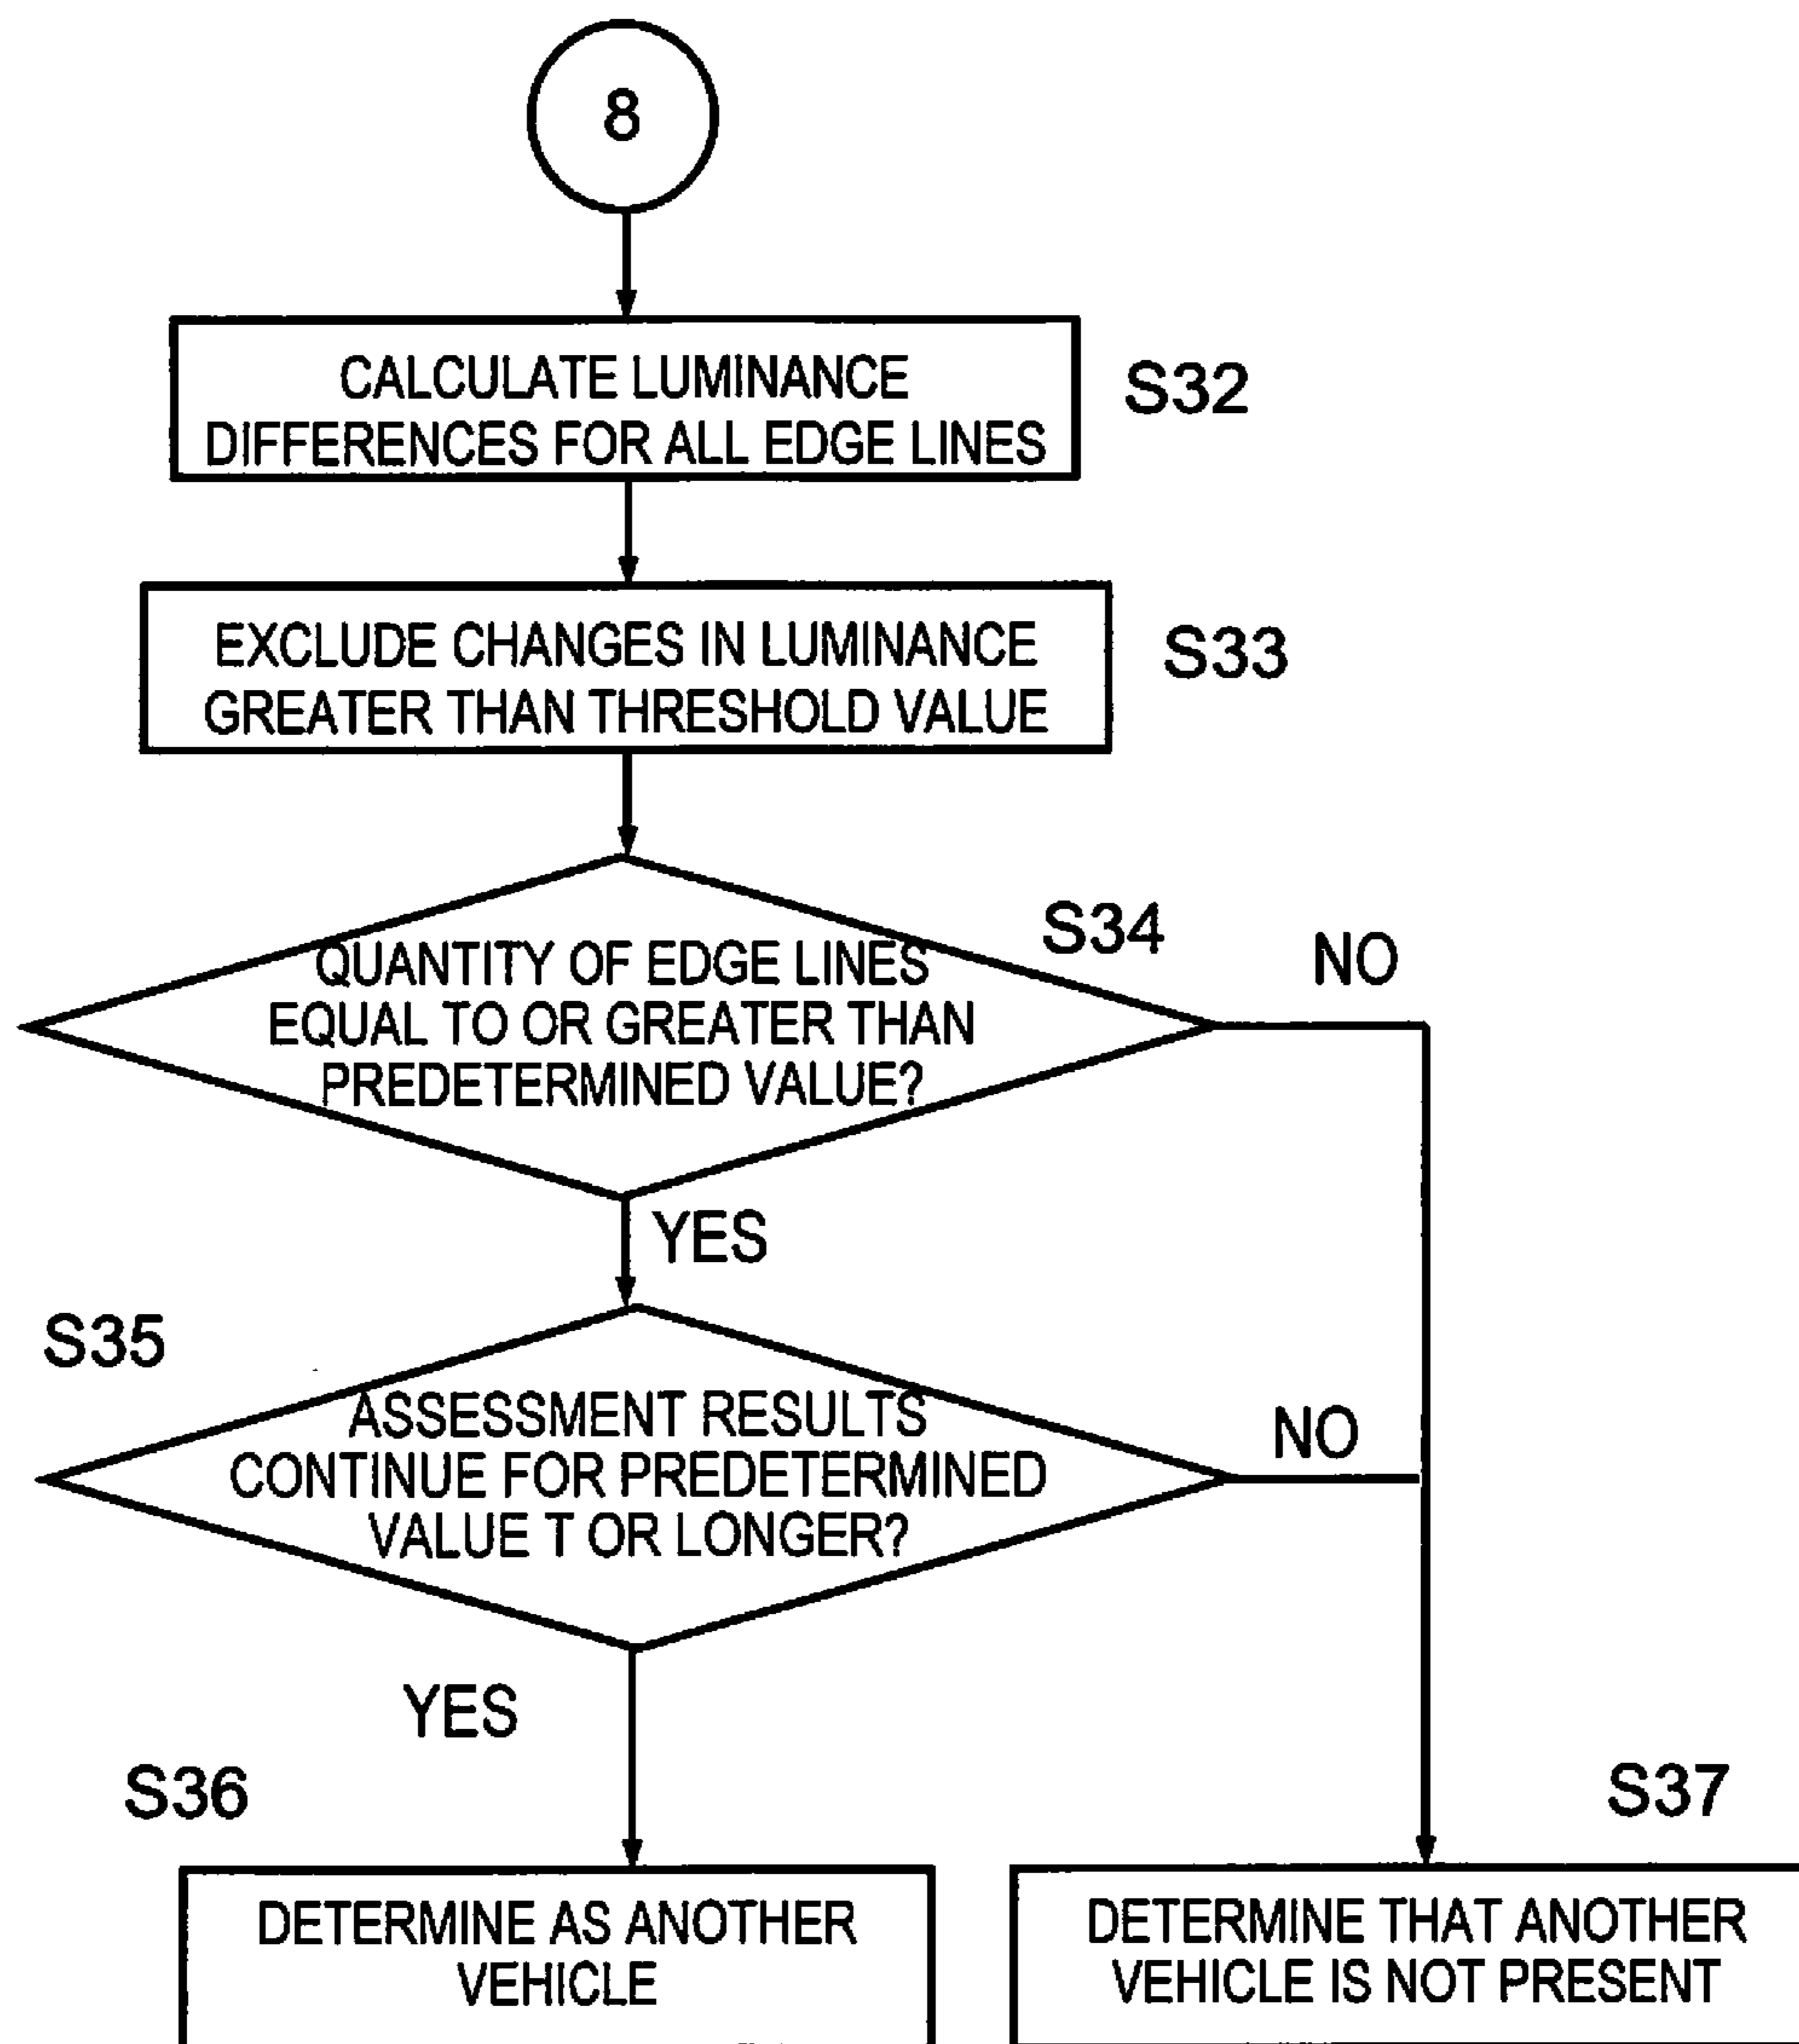 8
CALCULATE LUMINANCE
DIFFERENCES FOR ALL EDGE LINES
S32
EXCLUDE CHANGES IN LUMINANCE
GREATER THAN THRESHOLD VALUE
S33
S34
NO
QUANTITY OF EDGE LINES
EQUAL TO OR GREATER THAN
PREDETERMINED VALUE?
YES
S35
ASSESSMENT RESULTS
CONTINUE FOR PREDETERMINED
VALUE T OR LONGER?
NO
YES
S36
S37
DETERMINE AS ANOTHER
VEHICLE
DETERMINE THAT ANOTHER
VEHICLE IS NOT PRESENT